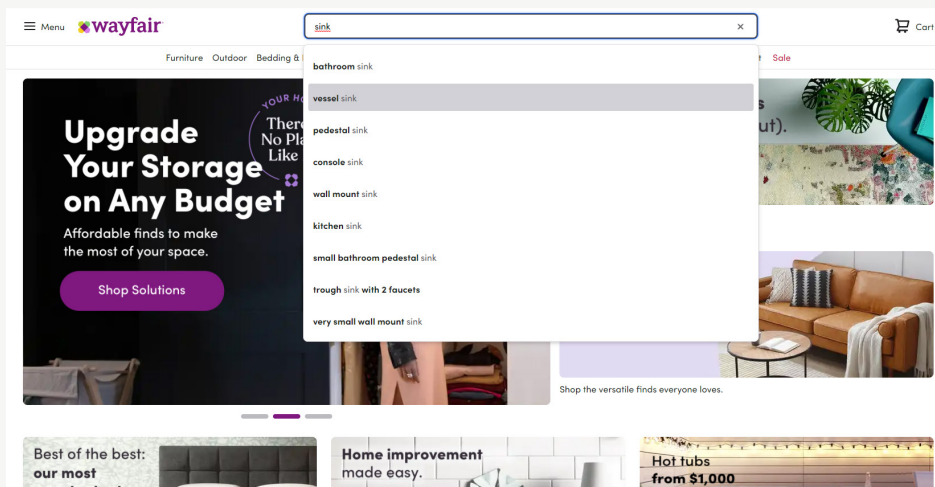 Menu
wayfair
sink
Cart
Furniture Outdoor Bedding &
Sale
bathroom sink
vessel sink
pedestal sink
console sink
wall mount sink
kitchen sink
small bathroom pedestal sink
trough sink with 2 faucets
very small wall mount sink
YOUR H
There
No Pla
Like
Upgrade
Your Storage
on Any Budget
Affordable finds to make
the most of your space.
Shop Solutions
s
ut).
Shop the versatile finds everyone loves.
Best of the best:
our most
Home improvement
made easy.
Hot tubs
from $1,000